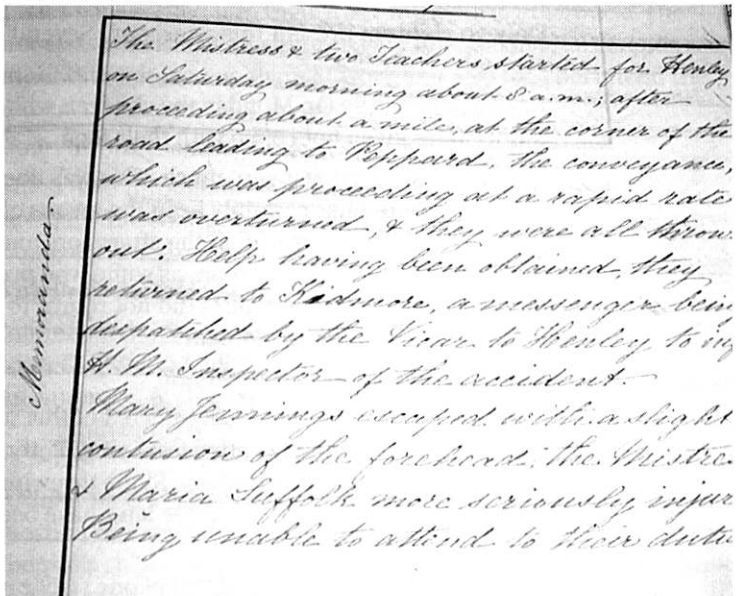 Memoranda
The Mistress & two Teachers started for Henley
on Saturday morning about 8 a.m.; after
proceeding about a mile, at the corner of the
road leading to Peppard, the conveyance,
which was proceeding at a rapid rate
was overturned, & they were all throw
out. Help having been obtained, they
returned to Kidmore, a messenger bein
despatched by the Vicar to Henley to in
H. M. Inspector of the accident.
Mary Jennings escaped with a slight
contusion of the forehead, the Mistre
& Maria Suffolk more seriously injur
Being unable to attend to their dutie